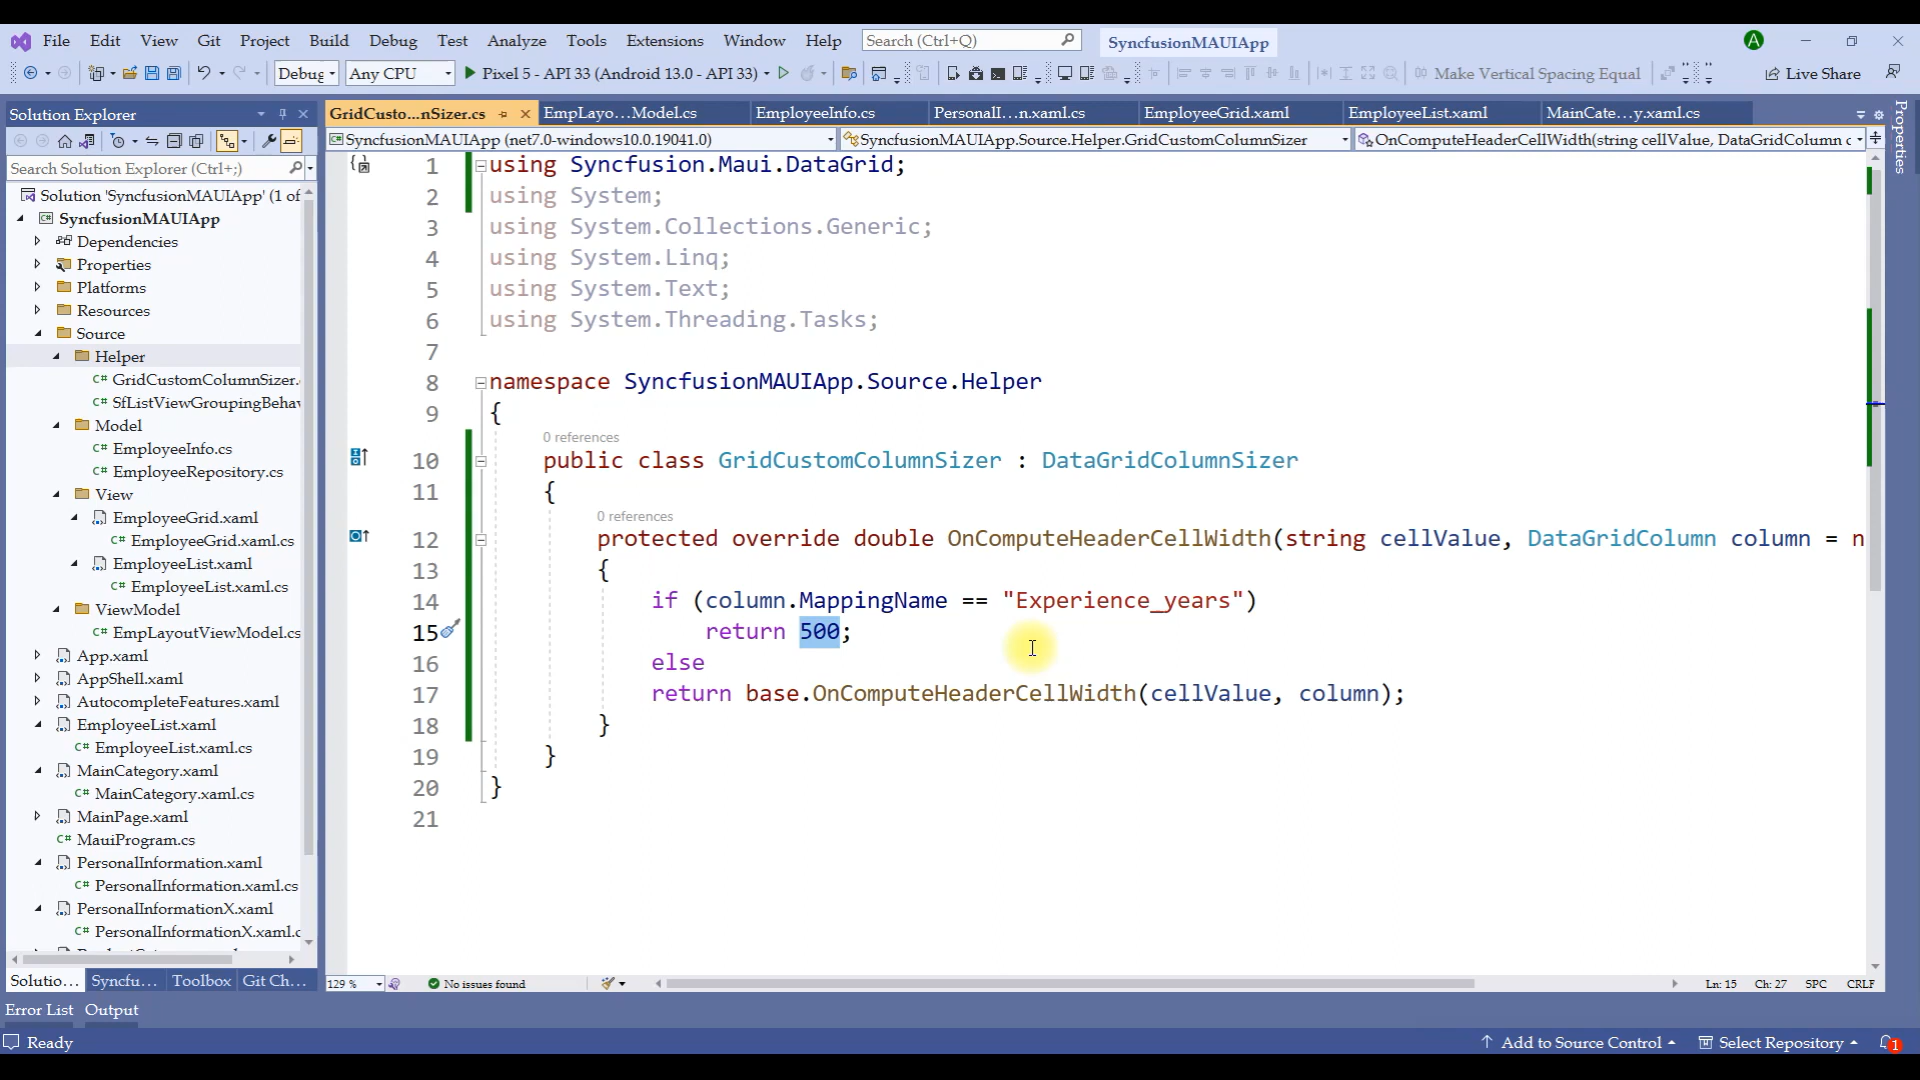 File Edit View Git Project Build Debug Test Analyze Tools Extensions Window Help Search (Ctrl+Q) SyncfusionMAUIApp A
Debug Any CPU Pixel 5 - API 33 (Android 13.0 - API 33) Make Vertical Spacing Equal Live Share
Solution Explorer
Search Solution Explorer (Ctrl+;)
Solution 'SyncfusionMAUIApp' (1 of
SyncfusionMAUIApp
Dependencies
Properties
Platforms
Resources
Source
Helper
C# GridCustomColumnSizer.
C# SfListViewGroupingBehav
Model
C# EmployeeInfo.cs
C# EmployeeRepository.cs
View
EmployeeGrid.xaml
C# EmployeeGrid.xaml.cs
EmployeeList.xaml
C# EmployeeList.xaml.cs
ViewModel
C# EmpLayoutViewModel.cs
App.xaml
AppShell.xaml
AutocompleteFeatures.xaml
EmployeeList.xaml
C# EmployeeList.xaml.cs
MainCategory.xaml
C# MainCategory.xaml.cs
MainPage.xaml
C# MauiProgram.cs
PersonalInformation.xaml
C# PersonalInformation.xaml.cs
PersonalInformationX.xaml
C# PersonalInformationX.xaml.c
Solutio... Syncfu... Toolbox Git Ch...
GridCusto...nSizer.cs EmpLayo...Model.cs EmployeeInfo.cs PersonalI...n.xaml.cs EmployeeGrid.xaml EmployeeList.xaml MainCate...y.xaml.cs
SyncfusionMAUIApp (net7.0-windows10.0.19041.0) SyncfusionMAUIApp.Source.Helper.GridCustomColumnSizer OnComputeHeaderCellWidth(string cellValue, DataGridColumn c
Properties
1 using Syncfusion.Maui.DataGrid;
2 using System;
3 using System.Collections.Generic;
4 using System.Linq;
5 using System.Text;
6 using System.Threading.Tasks;
7
8 namespace SyncfusionMAUIApp.Source.Helper
9 {
0 references
10 public class GridCustomColumnSizer : DataGridColumnSizer
11 {
0 references
12 protected override double OnComputeHeaderCellWidth(string cellValue, DataGridColumn column = n
13 {
14 if (column.MappingName == "Experience_years")
15 return 500;
16 else
17 return base.OnComputeHeaderCellWidth(cellValue, column);
18 }
19 }
20 }
21
129 % No issues found Ln: 15 Ch: 27 SPC CRLF
Error List Output
Ready Add to Source Control Select Repository 1